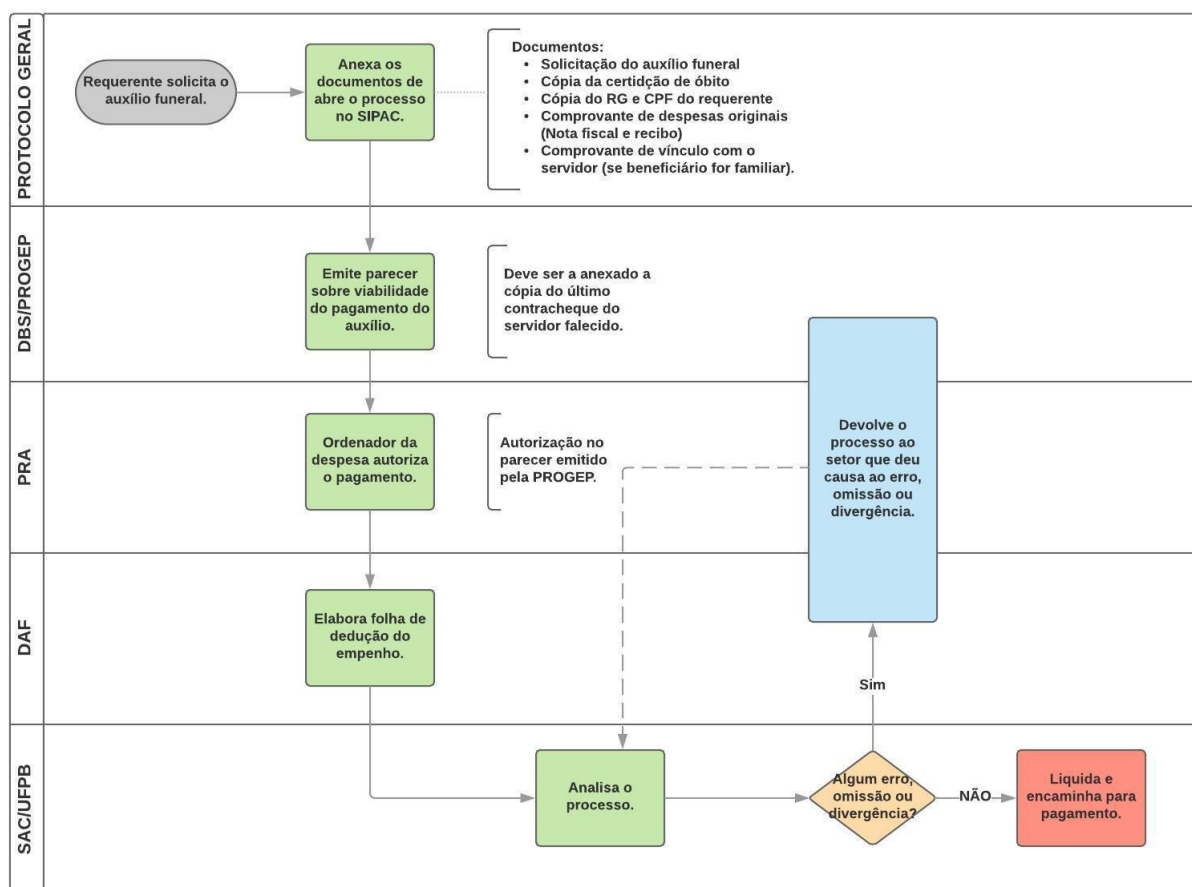 PROTOCOLO GERAL
Requerente solicita o
auxílio funeral.
Anexa os
documentos de
abre o processo
no SIPAC.
Documentos:
• Solicitação do auxílio funeral
• Cópia da certidção de óbito
• Cópia do RG e CPF do requerente
• Comprovante de despesas originais
(Nota fiscal e recibo)
• Comprovante de vínculo com o
servidor (se beneficiário for familiar).
DBS/PROGEP
Emite parecer
sobre viabilidade
do pagamento do
auxílio.
Deve ser a anexado a
cópia do último
contracheque do
servidor falecido.
PRA
Ordenador da
despesa autoriza
o pagamento.
Autorização no
parecer emitido
pela PROGEP.
Devolve o
processo ao
setor que deu
causa ao erro,
omissão ou
divergência.
DAF
Elabora folha de
dedução do
empenho.
Sim
SAC/UFPB
Analisa o
processo.
Algum erro,
omissão ou
divergência?
NÃO
Liquida e
encaminha para
pagamento.